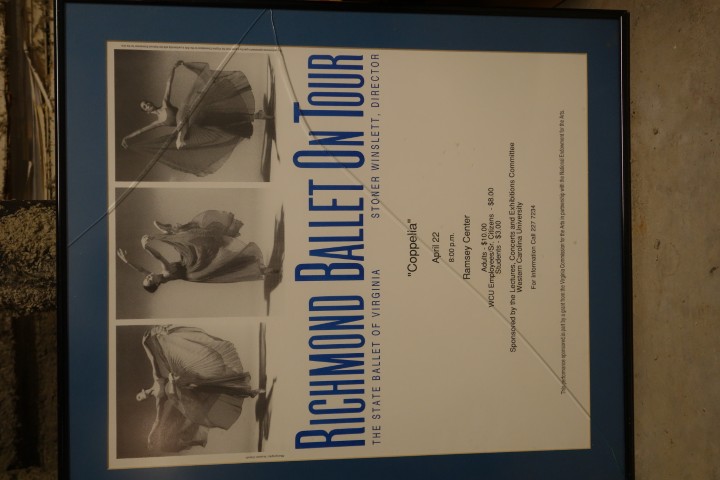 RICHMOND BALLET ON TOUR
THE STATE BALLET OF VIRGINIA STONER WINSLETT, DIRECTOR
"Coppelia"
April 22
8:00 p.m.
Ramsey Center
Adults - $10.00
WCU Employees/Sr. Citizens - $8.00
Students - $3.00
Sponsored by the Lectures, Concerts and Exhibitions Committee
Western Carolina University
For Information Call 227 7234
This performance sponsored in part by a grant from the Virginia Commission for the Arts in partnership with the National Endowment for the Arts.